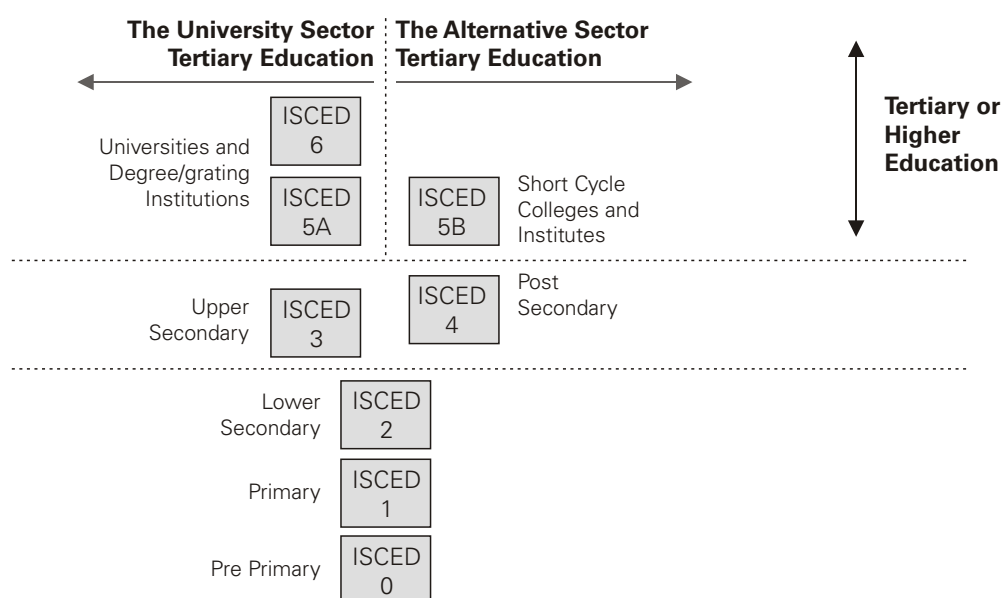 The University Sector
Tertiary Education
The Alternative Sector
Tertiary Education
Tertiary or
Higher
Education
Universities and
Degree/grating
Institutions
ISCED
6
ISCED
5A
ISCED
5B
Short Cycle
Colleges and
Institutes
Upper
Secondary
ISCED
3
ISCED
4
Post
Secondary
Lower
Secondary
ISCED
2
Primary
ISCED
1
Pre Primary
ISCED
0